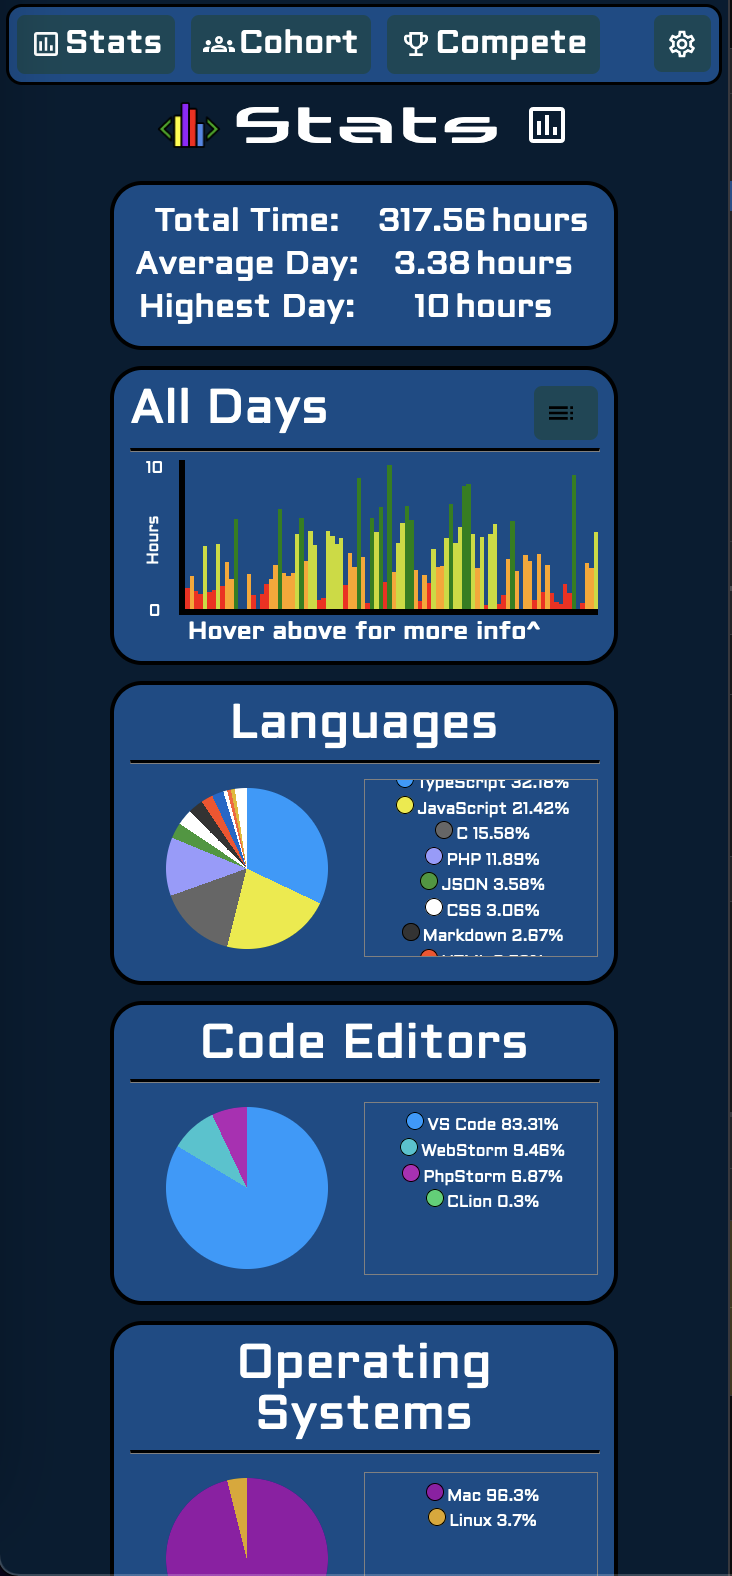 Stats
Cohort
Compete
Stats
Total Time: 317.56 hours
Average Day: 3.38 hours
Highest Day: 10 hours
All Days
10
Hours
0
Hover above for more info^
Languages
TypeScript 32.18%
JavaScript 21.42%
C 15.58%
PHP 11.89%
JSON 3.58%
CSS 3.06%
Markdown 2.67%
Code Editors
VS Code 83.31%
WebStorm 9.46%
PhpStorm 6.87%
CLion 0.3%
Operating
Systems
Mac 96.3%
Linux 3.7%